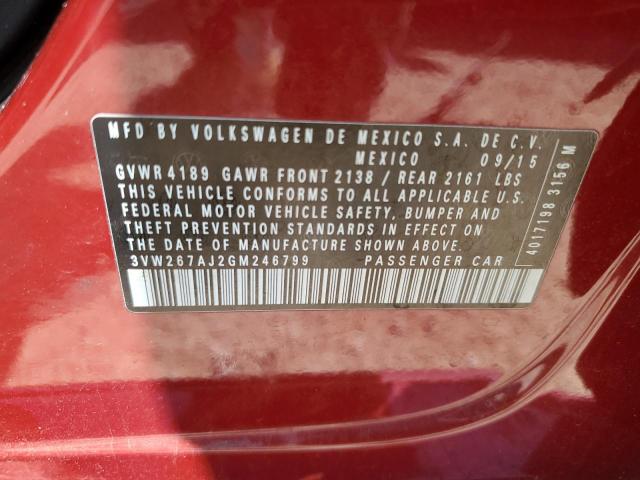 MFD BY VOLKSWAGEN DE MEXICO S.A. DE C.V.
MEXICO 09/15
GVWR 4189 GAWR FRONT 2138 / REAR 2161 LBS
THIS VEHICLE CONFORMS TO ALL APPLICABLE U.S.
FEDERAL MOTOR VEHICLE SAFETY, BUMPER AND
THEFT PREVENTION STANDARDS IN EFFECT ON
THE DATE OF MANUFACTURE SHOWN ABOVE.
3VW267AJ2GM246799 PASSENGER CAR
4017198 3156 M